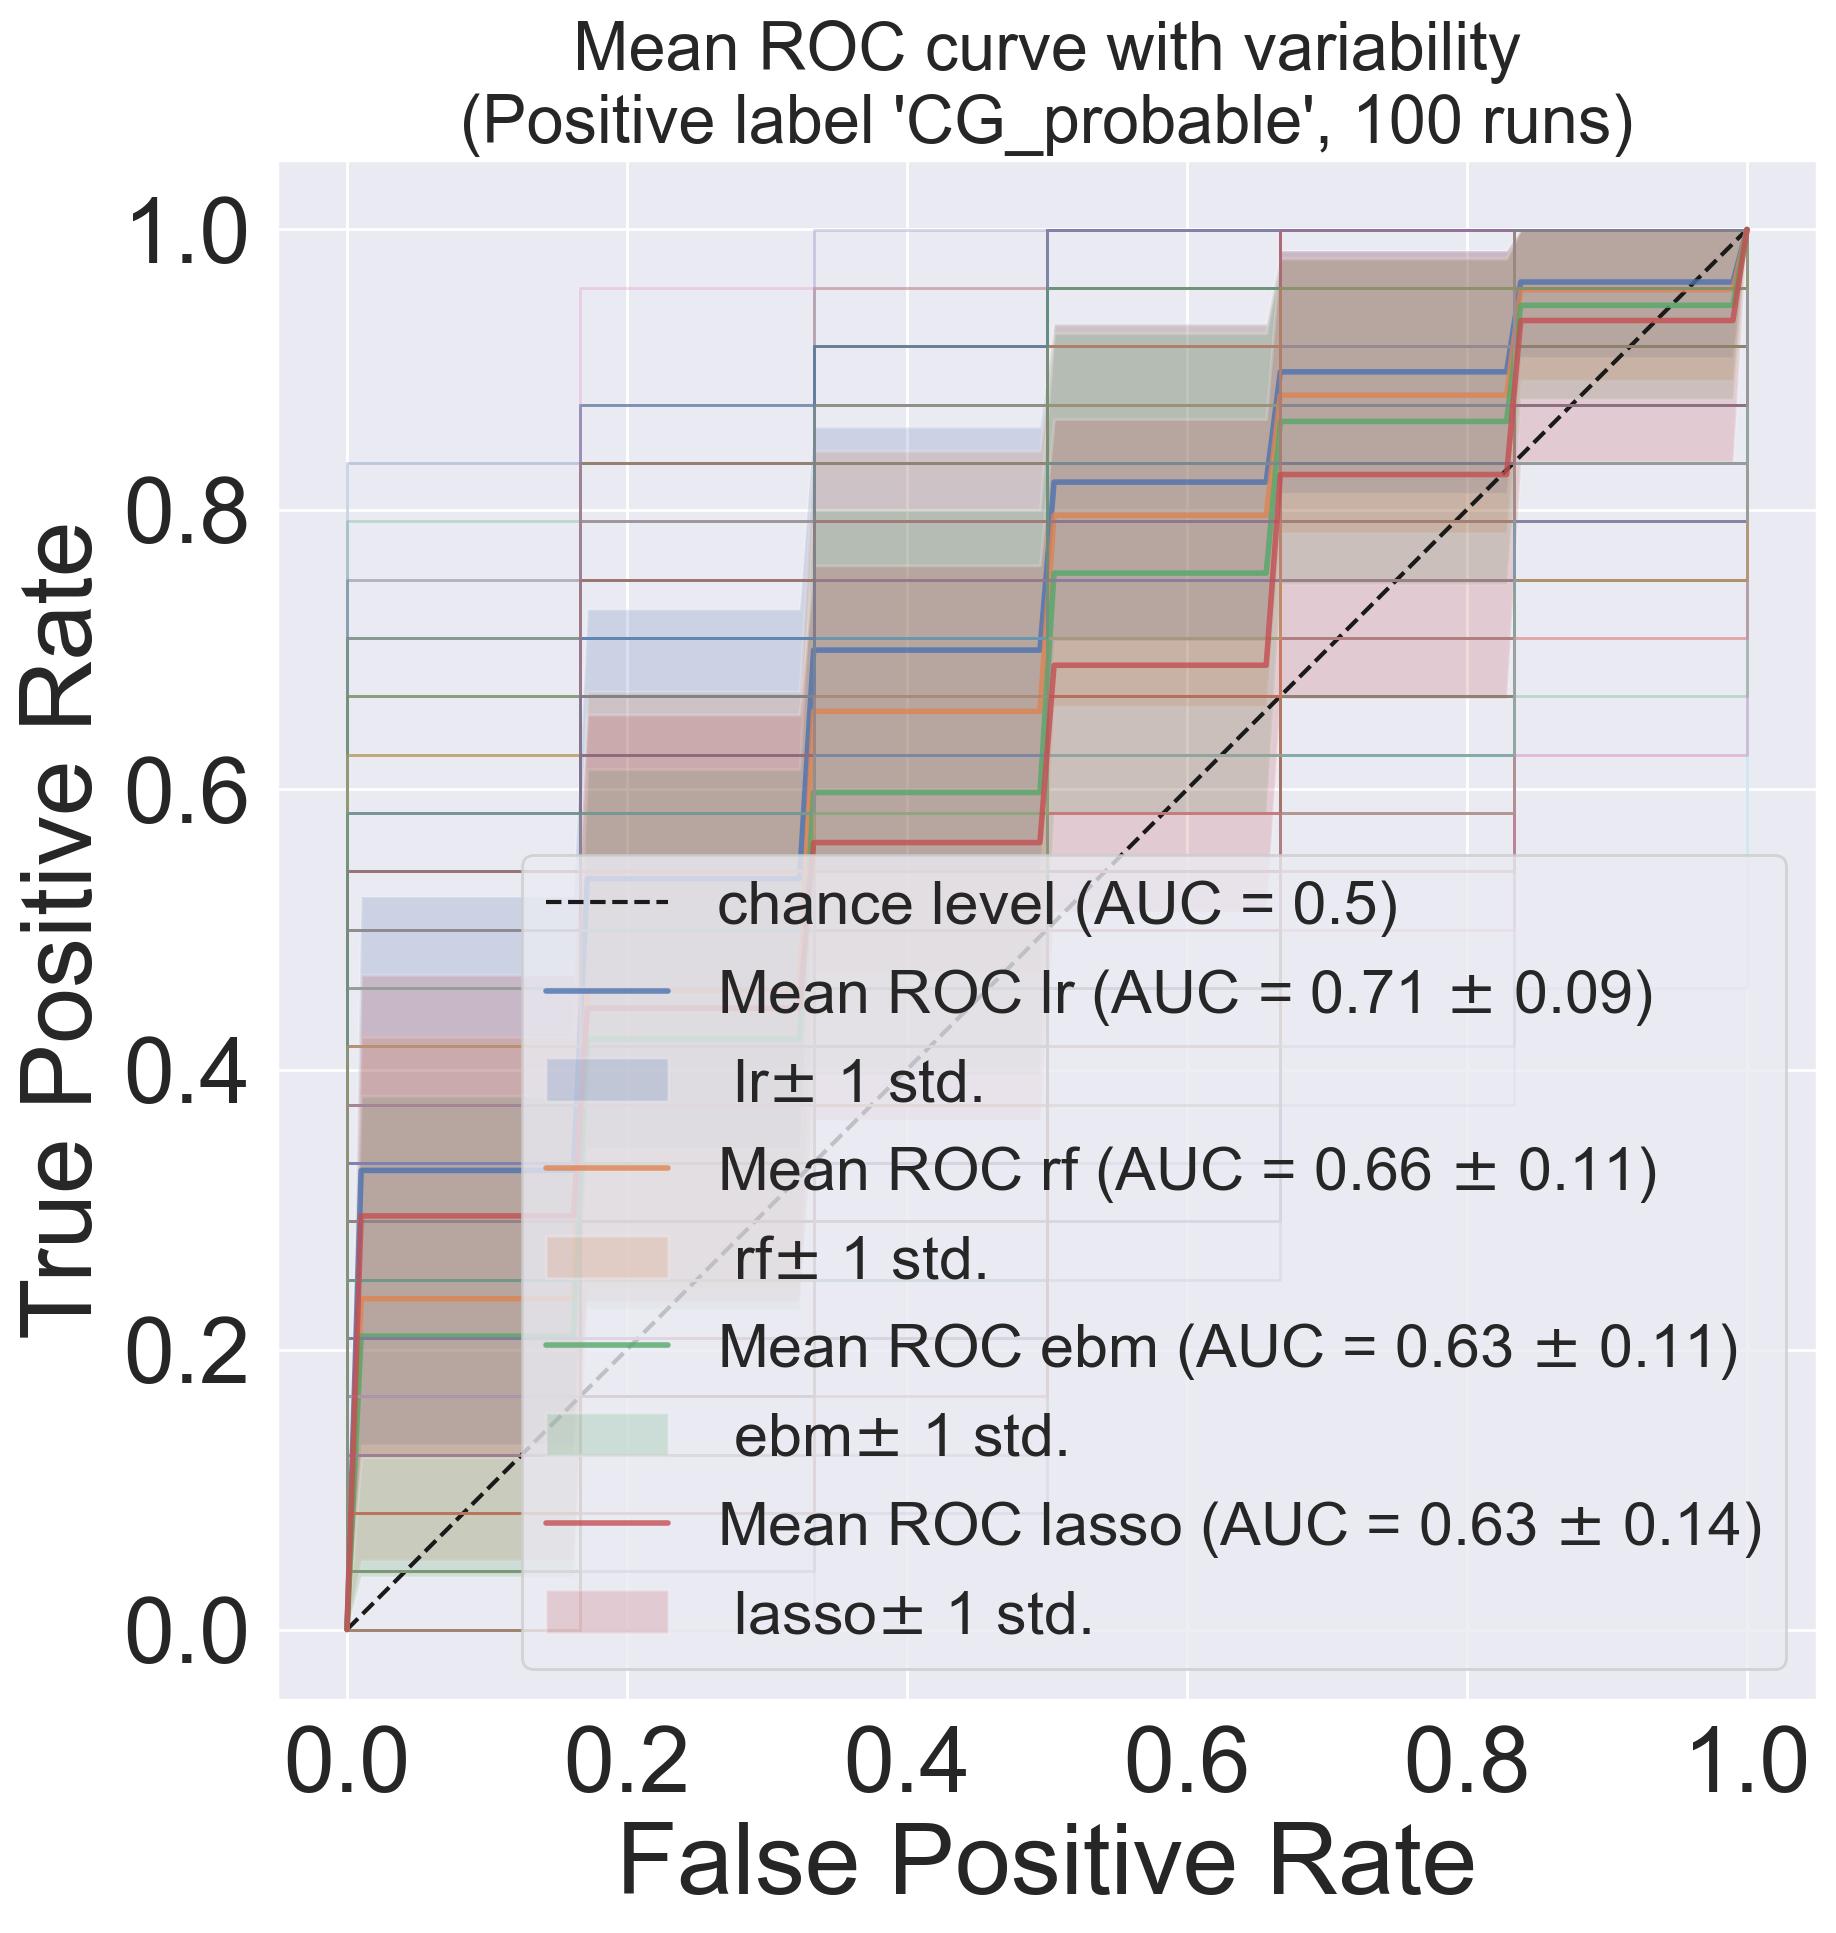 Mean ROC curve with variability
(Positive label 'CG_probable', 100 runs)
True Positive Rate
1.0
0.8
0.6
0.4
0.2
0.0
chance level (AUC = 0.5)
Mean ROC lr (AUC = 0.71 ± 0.09)
lr± 1 std.
Mean ROC rf (AUC = 0.66 ± 0.11)
rf± 1 std.
Mean ROC ebm (AUC = 0.63 ± 0.11)
ebm± 1 std.
Mean ROC lasso (AUC = 0.63 ± 0.14)
lasso± 1 std.
0.0 0.2 0.4 0.6 0.8 1.0
False Positive Rate